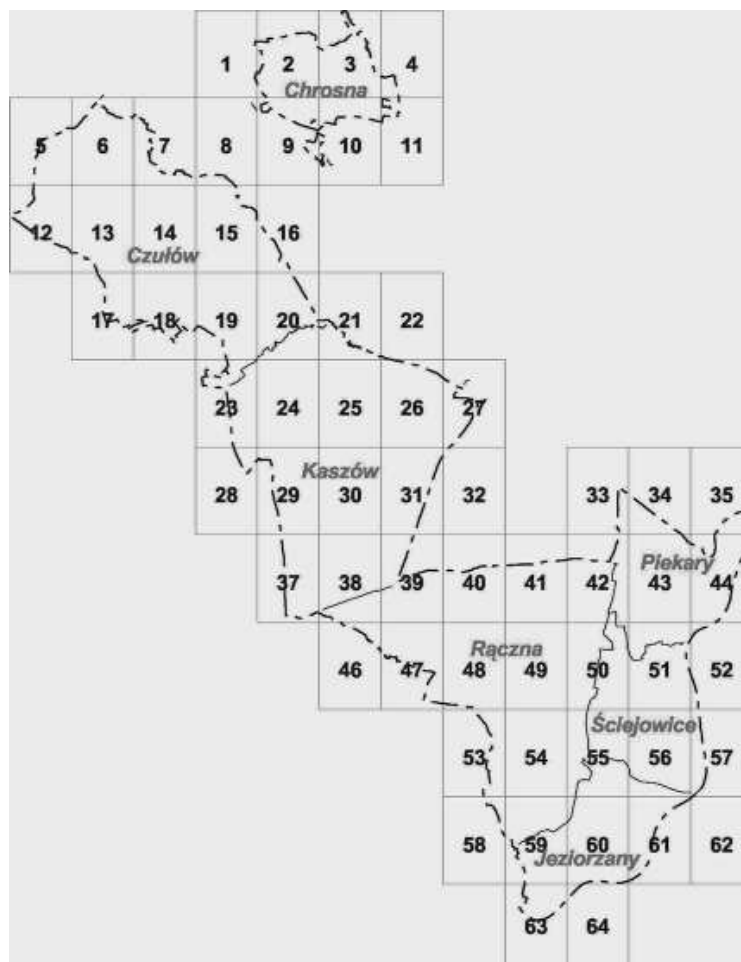 1 2 3 4
Chrosna
5 6 7 8 9 10 11
12 13 14 15 16
Czułów
17 18 19 20 21 22
23 24 25 26 27
Kaszów
28 29 30 31 32 33 34 35
Piekary
37 38 39 40 41 42 43 44
Rączna
46 47 48 49 50 51 52
Ściejowice
53 54 55 56 57
58 59 60 61 62
Jeziorzany
63 64